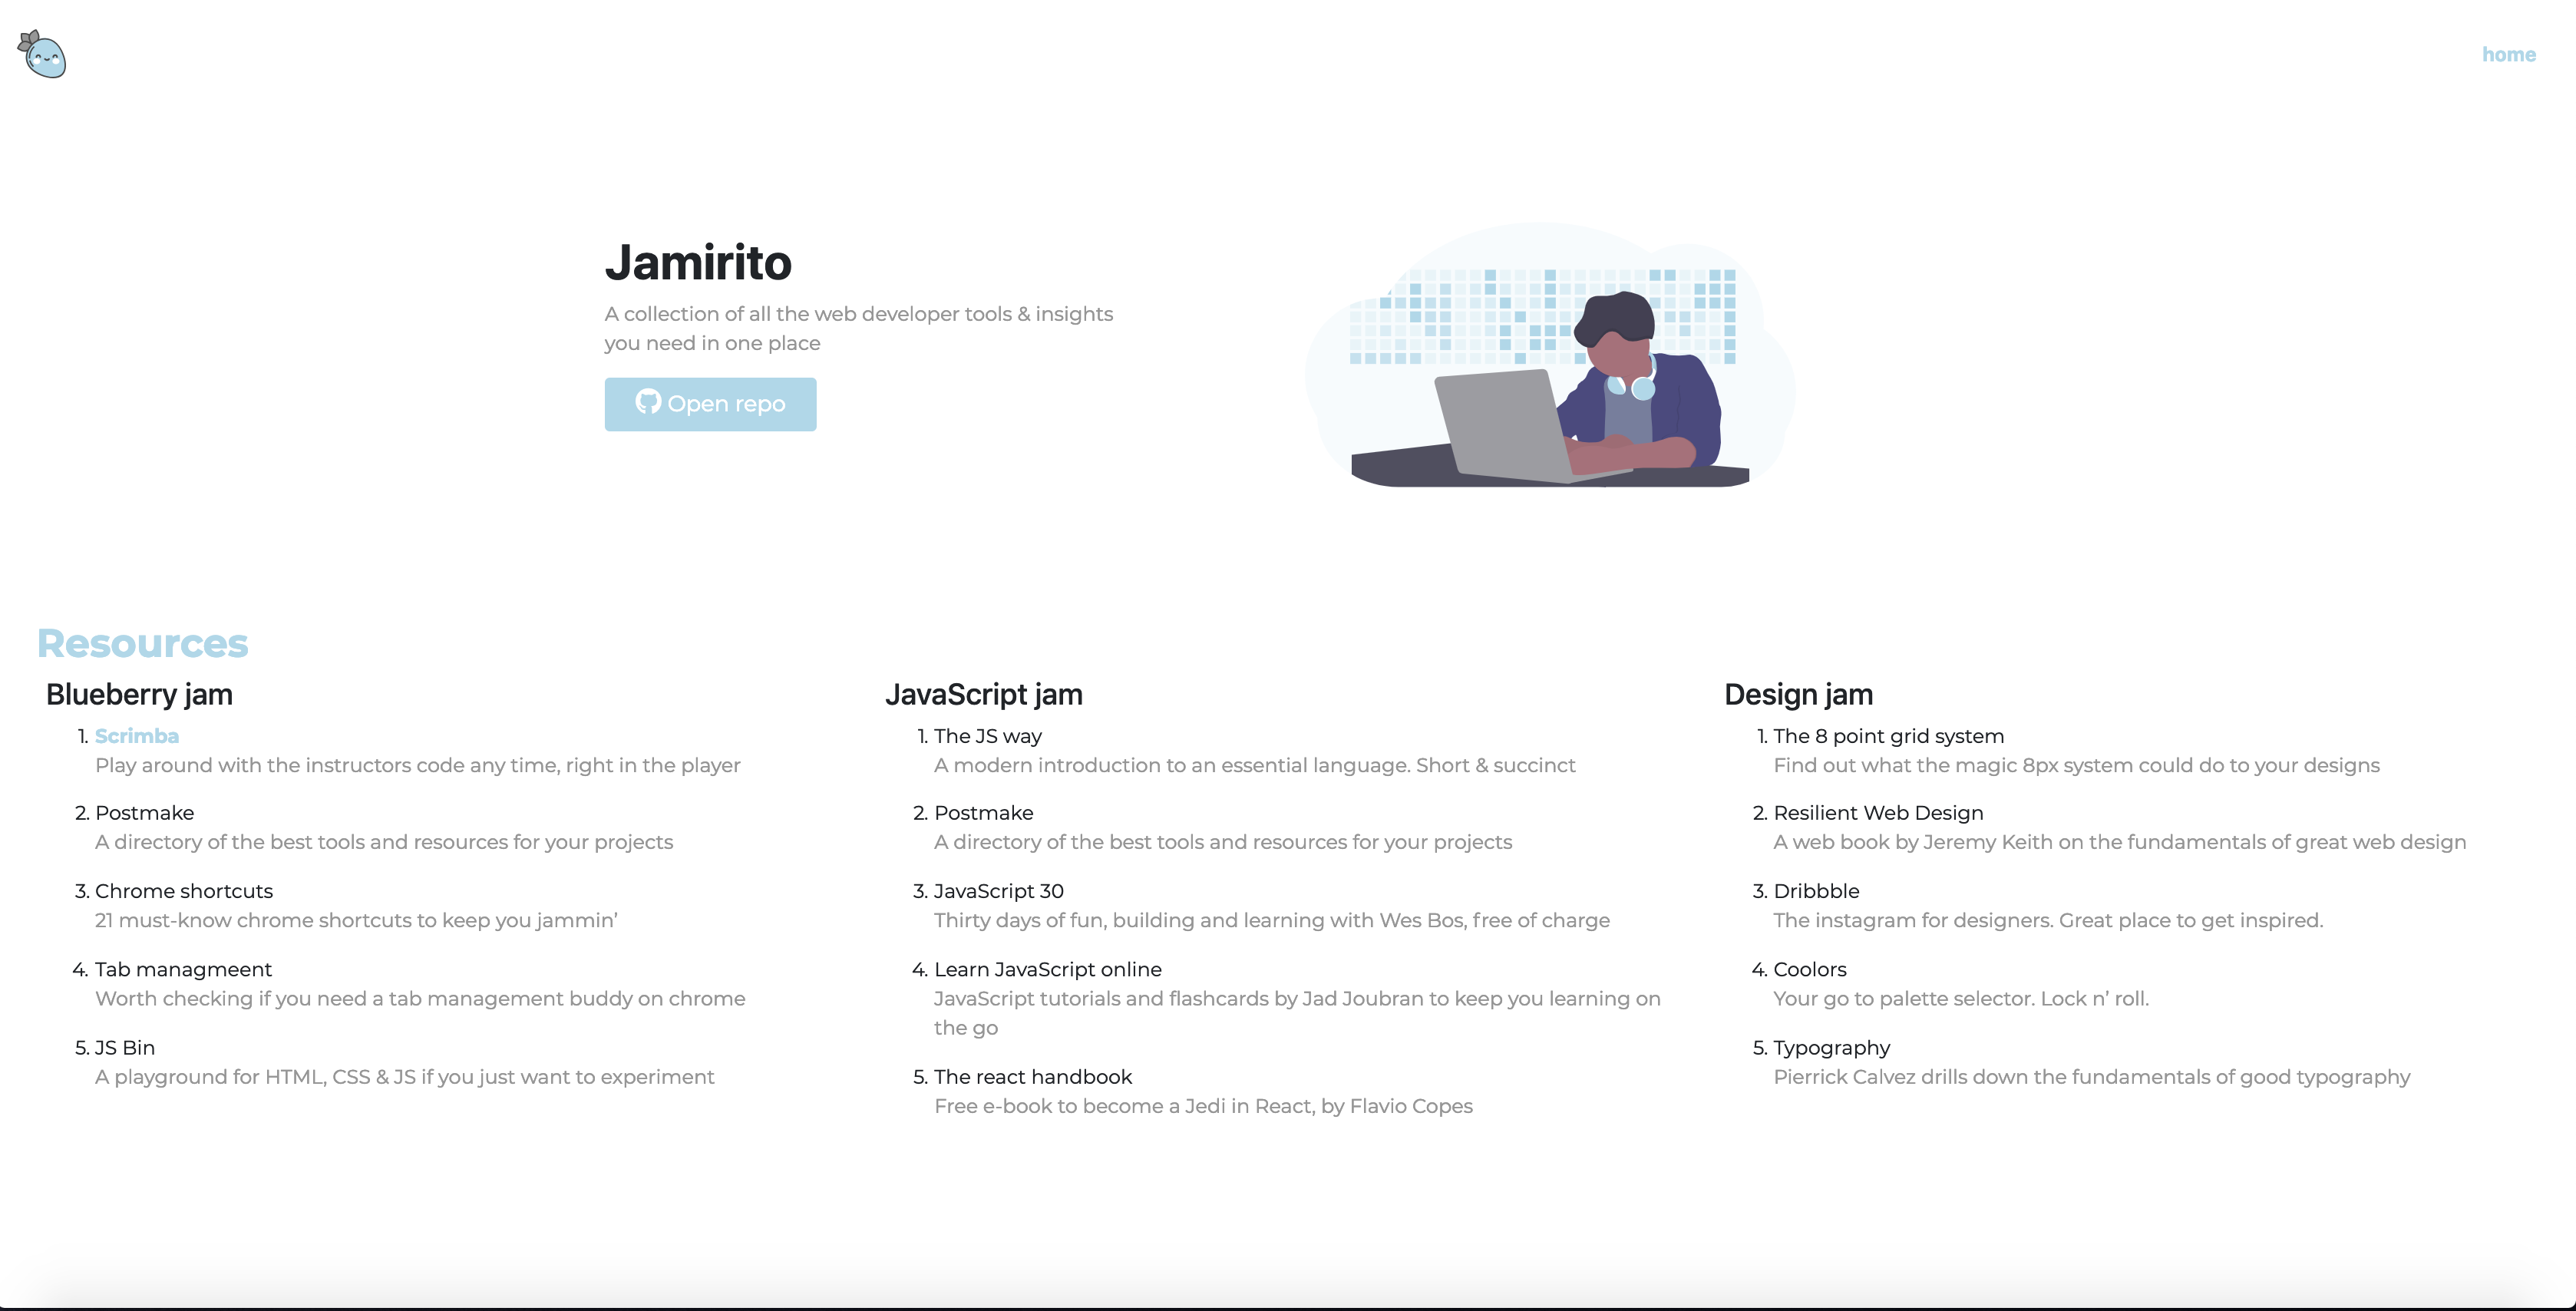 home
Jamirito
A collection of all the web developer tools & insights
you need in one place
Open repo
Resources
Blueberry jam
1. Scrimba
Play around with the instructors code any time, right in the player
2. Postmake
A directory of the best tools and resources for your projects
3. Chrome shortcuts
21 must-know chrome shortcuts to keep you jammin’
4. Tab managmeent
Worth checking if you need a tab management buddy on chrome
5. JS Bin
A playground for HTML, CSS & JS if you just want to experiment
JavaScript jam
1. The JS way
A modern introduction to an essential language. Short & succinct
2. Postmake
A directory of the best tools and resources for your projects
3. JavaScript 30
Thirty days of fun, building and learning with Wes Bos, free of charge
4. Learn JavaScript online
JavaScript tutorials and flashcards by Jad Joubran to keep you learning on
the go
5. The react handbook
Free e-book to become a Jedi in React, by Flavio Copes
Design jam
1. The 8 point grid system
Find out what the magic 8px system could do to your designs
2. Resilient Web Design
A web book by Jeremy Keith on the fundamentals of great web design
3. Dribbble
The instagram for designers. Great place to get inspired.
4. Coolors
Your go to palette selector. Lock n’ roll.
5. Typography
Pierrick Calvez drills down the fundamentals of good typography